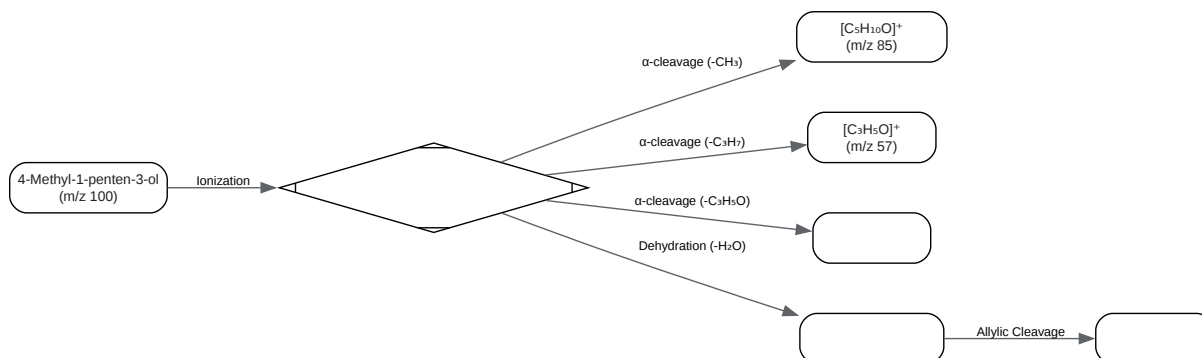 [C₅H₁₀O]⁺
(m/z 85)
α-cleavage (-CH₃)
[C₃H₅O]⁺
(m/z 57)
α-cleavage (-C₃H₇)
4-Methyl-1-penten-3-ol
(m/z 100)
Ionization
α-cleavage (-C₃H₅O)
Dehydration (-H₂O)
Allylic Cleavage